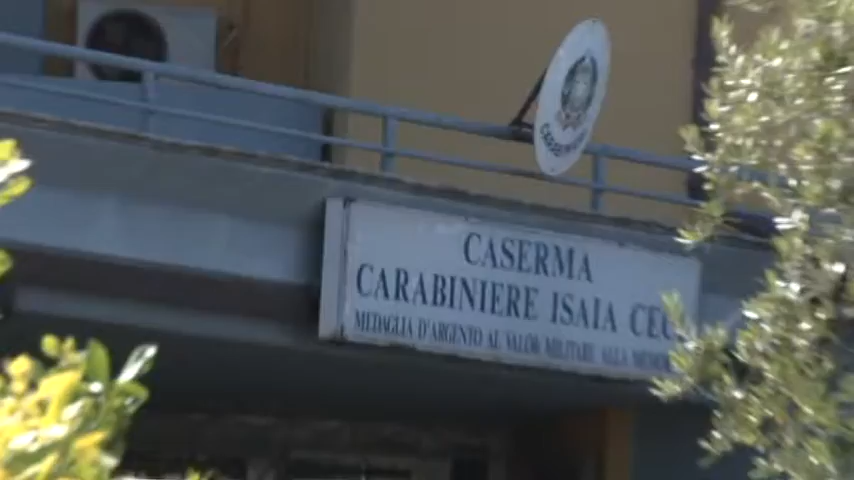 CASERMA
CARABINIERE ISAIA
MEDAGLIA D'ARGENTO AL VALOR MILITARE ALLA